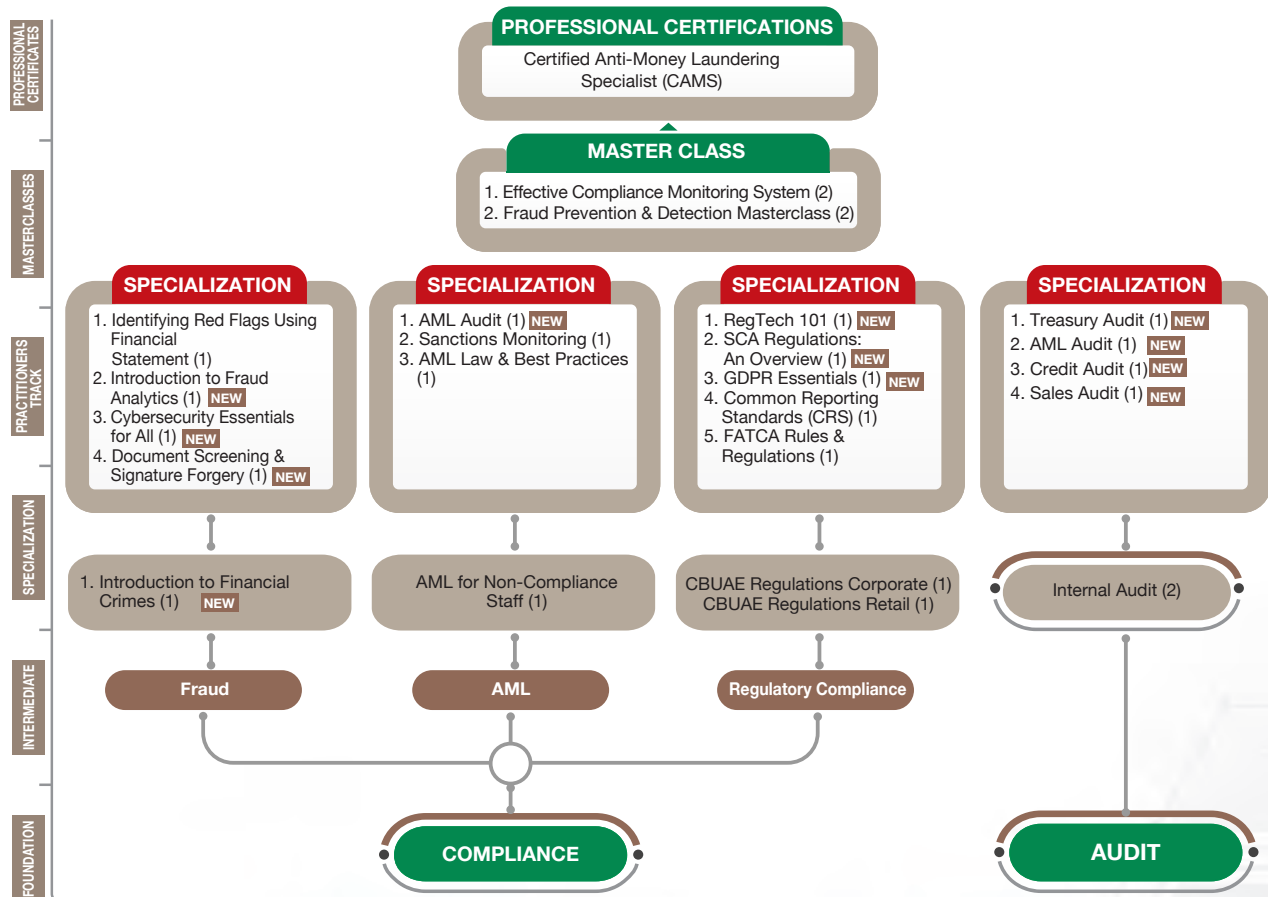 PROFESSIONAL
CERTIFICATES
MASTERCLASSES
PRACTITIONERS
TRACK
SPECIALIZATION
INTERMEDIATE
FOUNDATION
PROFESSIONAL CERTIFICATIONS
Certified Anti-Money Laundering
Specialist (CAMS)
MASTER CLASS
1. Effective Compliance Monitoring System (2)
2. Fraud Prevention & Detection Masterclass (2)
SPECIALIZATION
1. Identifying Red Flags Using
Financial
Statement (1)
2. Introduction to Fraud
Analytics (1) NEW
3. Cybersecurity Essentials
for All (1) NEW
4. Document Screening &
Signature Forgery (1) NEW
SPECIALIZATION
1. AML Audit (1) NEW
2. Sanctions Monitoring (1)
3. AML Law & Best Practices
(1)
SPECIALIZATION
1. RegTech 101 (1) NEW
2. SCA Regulations:
An Overview (1) NEW
3. GDPR Essentials (1) NEW
4. Common Reporting
Standards (CRS) (1)
5. FATCA Rules &
Regulations (1)
SPECIALIZATION
1. Treasury Audit (1) NEW
2. AML Audit (1) NEW
3. Credit Audit (1) NEW
4. Sales Audit (1) NEW
1. Introduction to Financial
Crimes (1) NEW
AML for Non-Compliance
Staff (1)
CBUAE Regulations Corporate (1)
CBUAE Regulations Retail (1)
Internal Audit (2)
Fraud
AML
Regulatory Compliance
COMPLIANCE
AUDIT